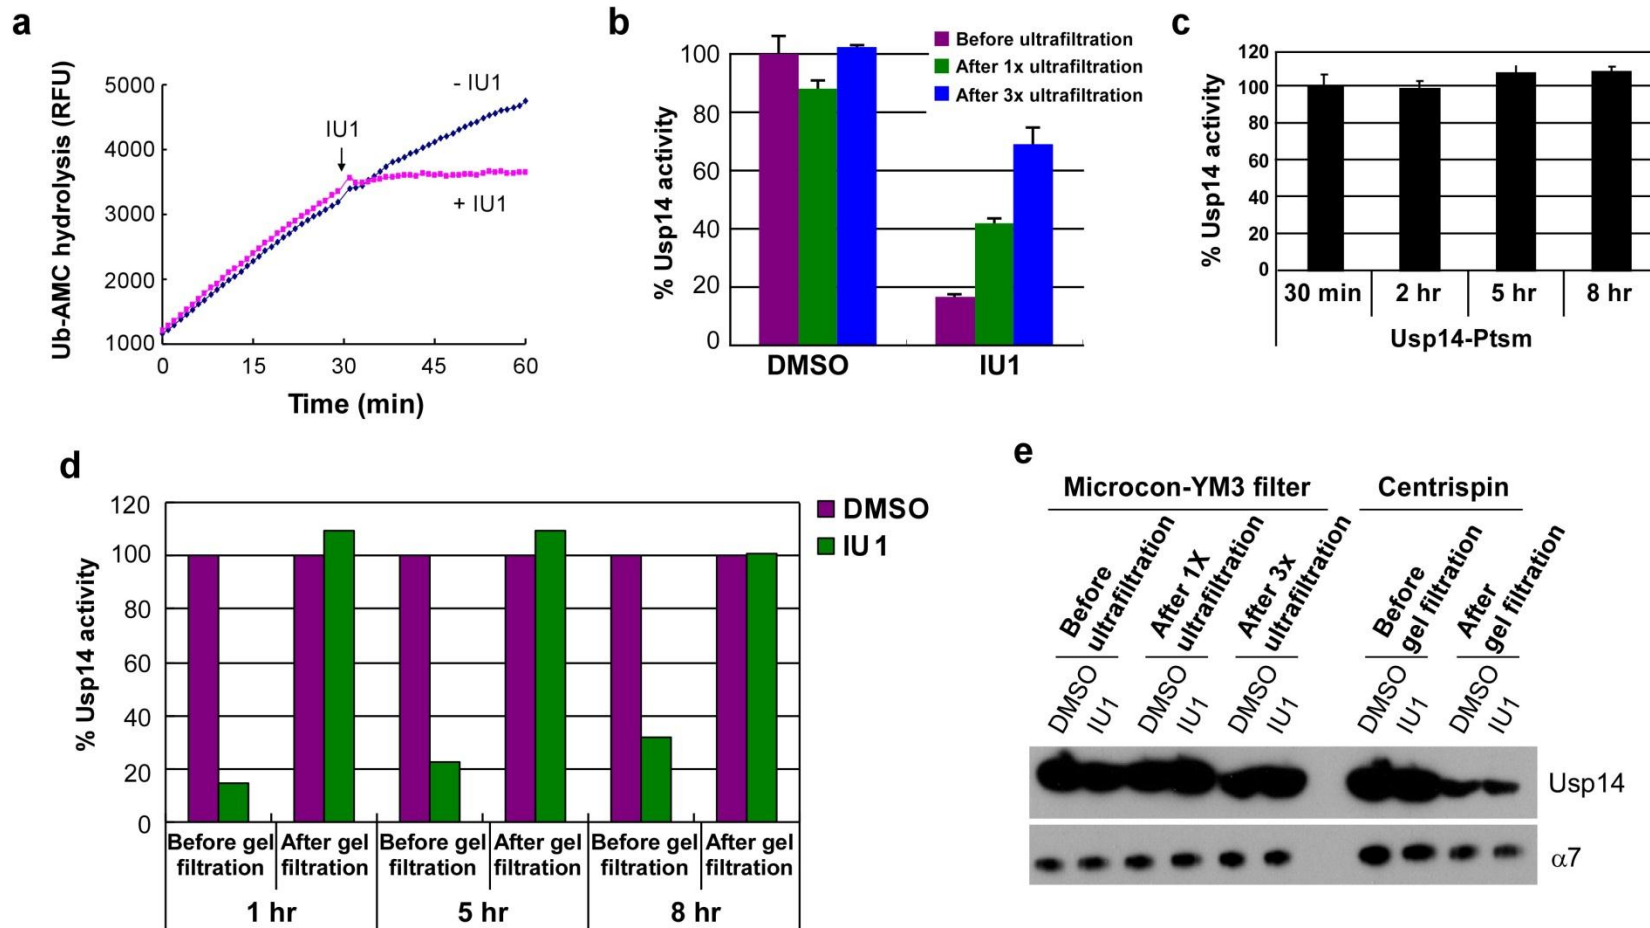 a
Ub-AMC hydrolysis (RFU)
5000
4000
3000
2000
1000
- IU1
IU1
+ IU1
0
15
30
45
60
Time (min)
b
% Usp14 activity
100
80
60
40
20
0
Before ultrafiltration
After 1x ultrafiltration
After 3x ultrafiltration
DMSO
IU1
c
% Usp14 activity
120
100
80
60
40
20
0
30 min
2 hr
5 hr
8 hr
Usp14-Ptsm
d
% Usp14 activity
120
100
80
60
40
20
0
DMSO
IU1
Before gel
filtration
After gel
filtration
Before gel
filtration
After gel
filtration
Before gel
filtration
After gel
filtration
1 hr
5 hr
8 hr
e
Microcon-YM3 filter
Centrispin
Before
ultrafiltration
After 1X
ultrafiltration
After 3x
ultrafiltration
Before
gel filtration
After
gel filtration
DMSO
IU1
DMSO
IU1
DMSO
IU1
DMSO
IU1
DMSO
IU1
Usp14
α7